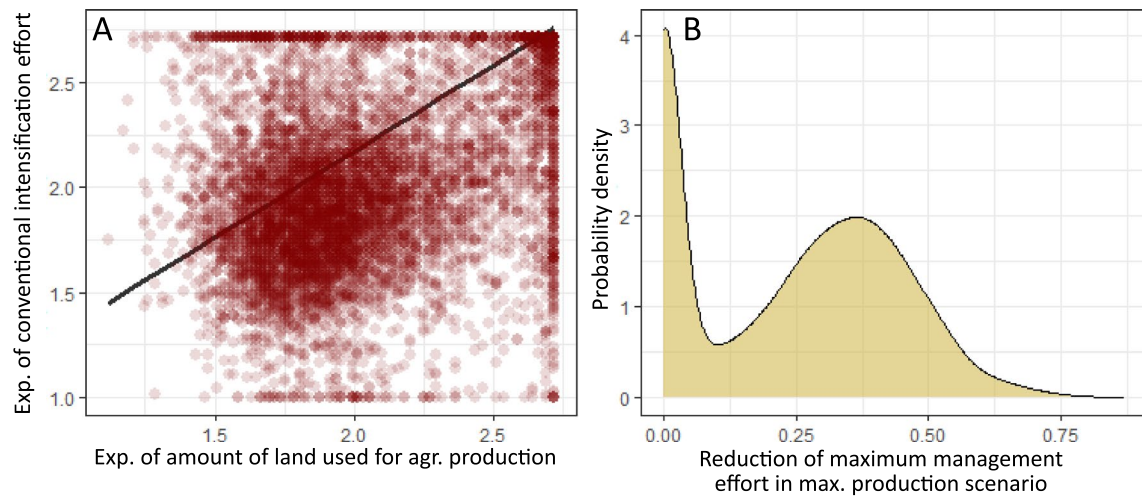 A
Exp. of conventional intensification effort
2.5
2.0
1.5
1.0
1.5
2.0
2.5
Exp. of amount of land used for agr. production
B
Probability density
4
3
2
1
0
0.00
0.25
0.50
0.75
Reduction of maximum management
effort in max. production scenario